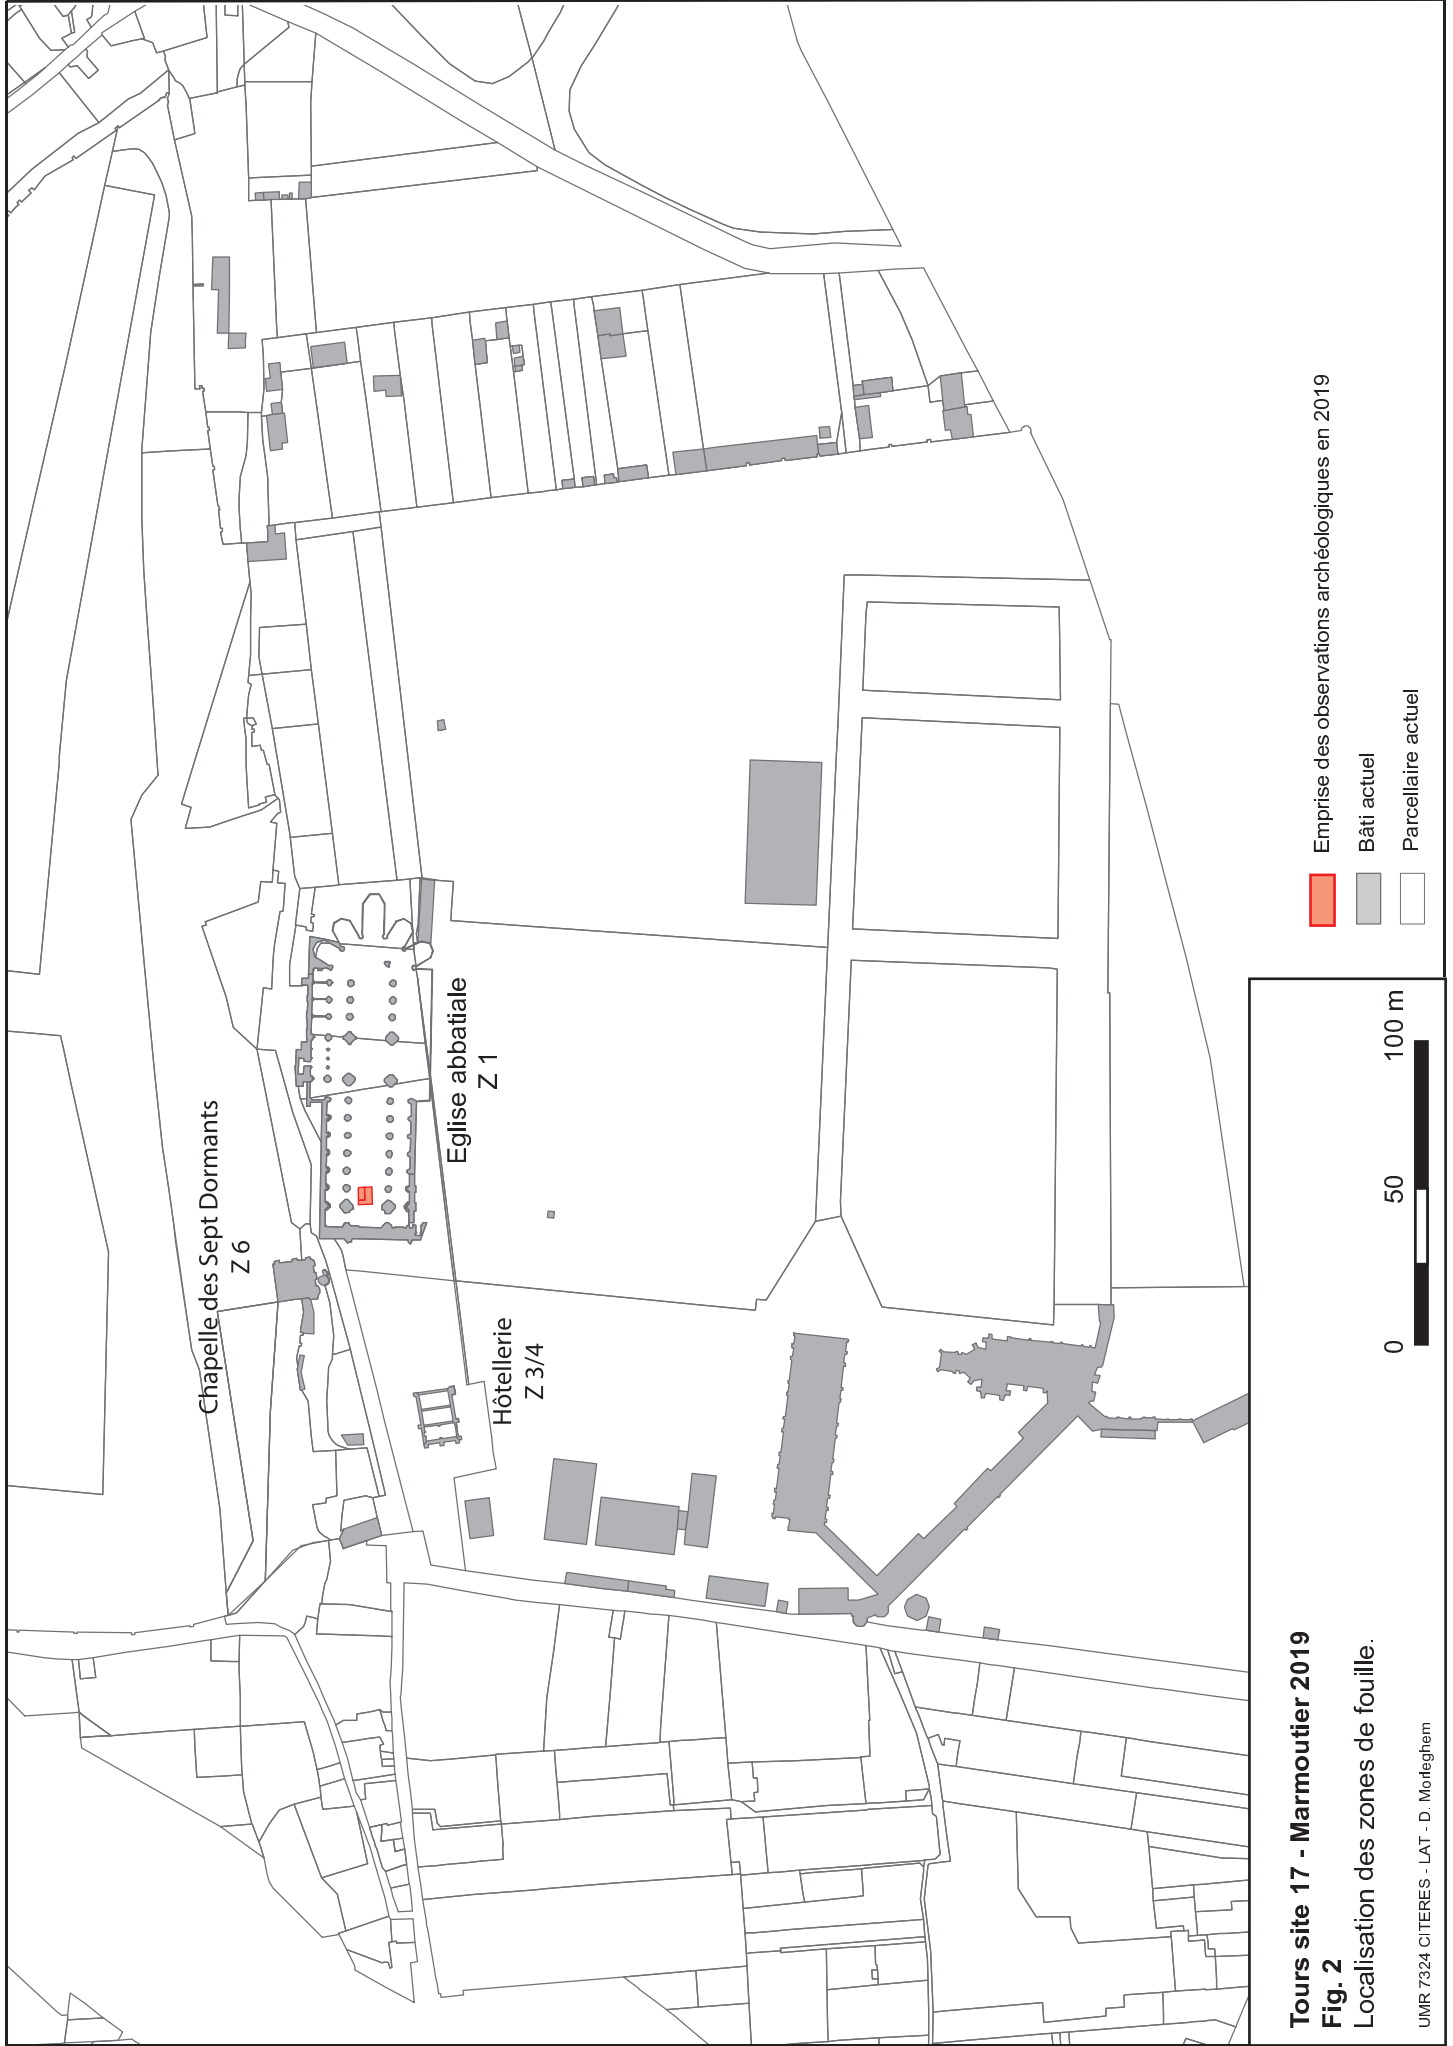 Chapelle des Sept Dormants
Z 6
Eglise abbatiale
Z 1
Hôtellerie
Z 3/4
Emprise des observations archéologiques en 2019
Bâti actuel
Parcellaire actuel
0 50 100 m
Tours site 17 - Marmoutier 2019
Fig. 2
Localisation des zones de fouille.
UMR 7324 CITERES - LAT - D. Morleghem